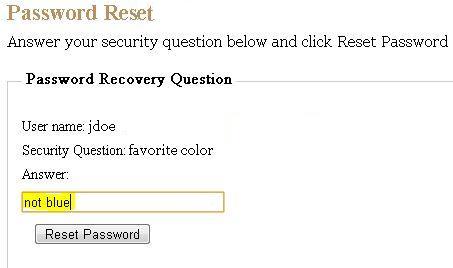 Password Reset
Answer your security question below and click Reset Password
Password Recovery Question
User name: jdoe
Security Question: favorite color
Answer:
not blue
Reset Password